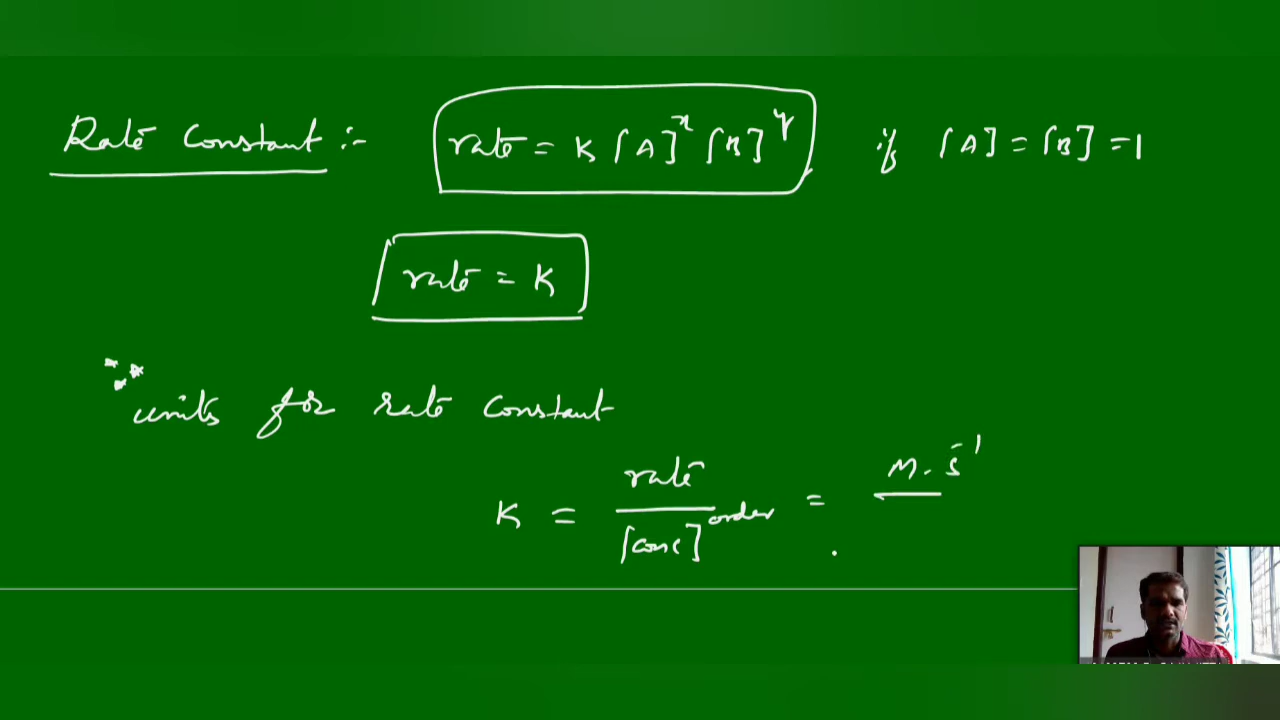 Rate Constant :- rate = K [A]^x [B]^y if [A] = [B] = 1
rate = K
units for rate constant
K = rate / [conc]^order = M. s^-1